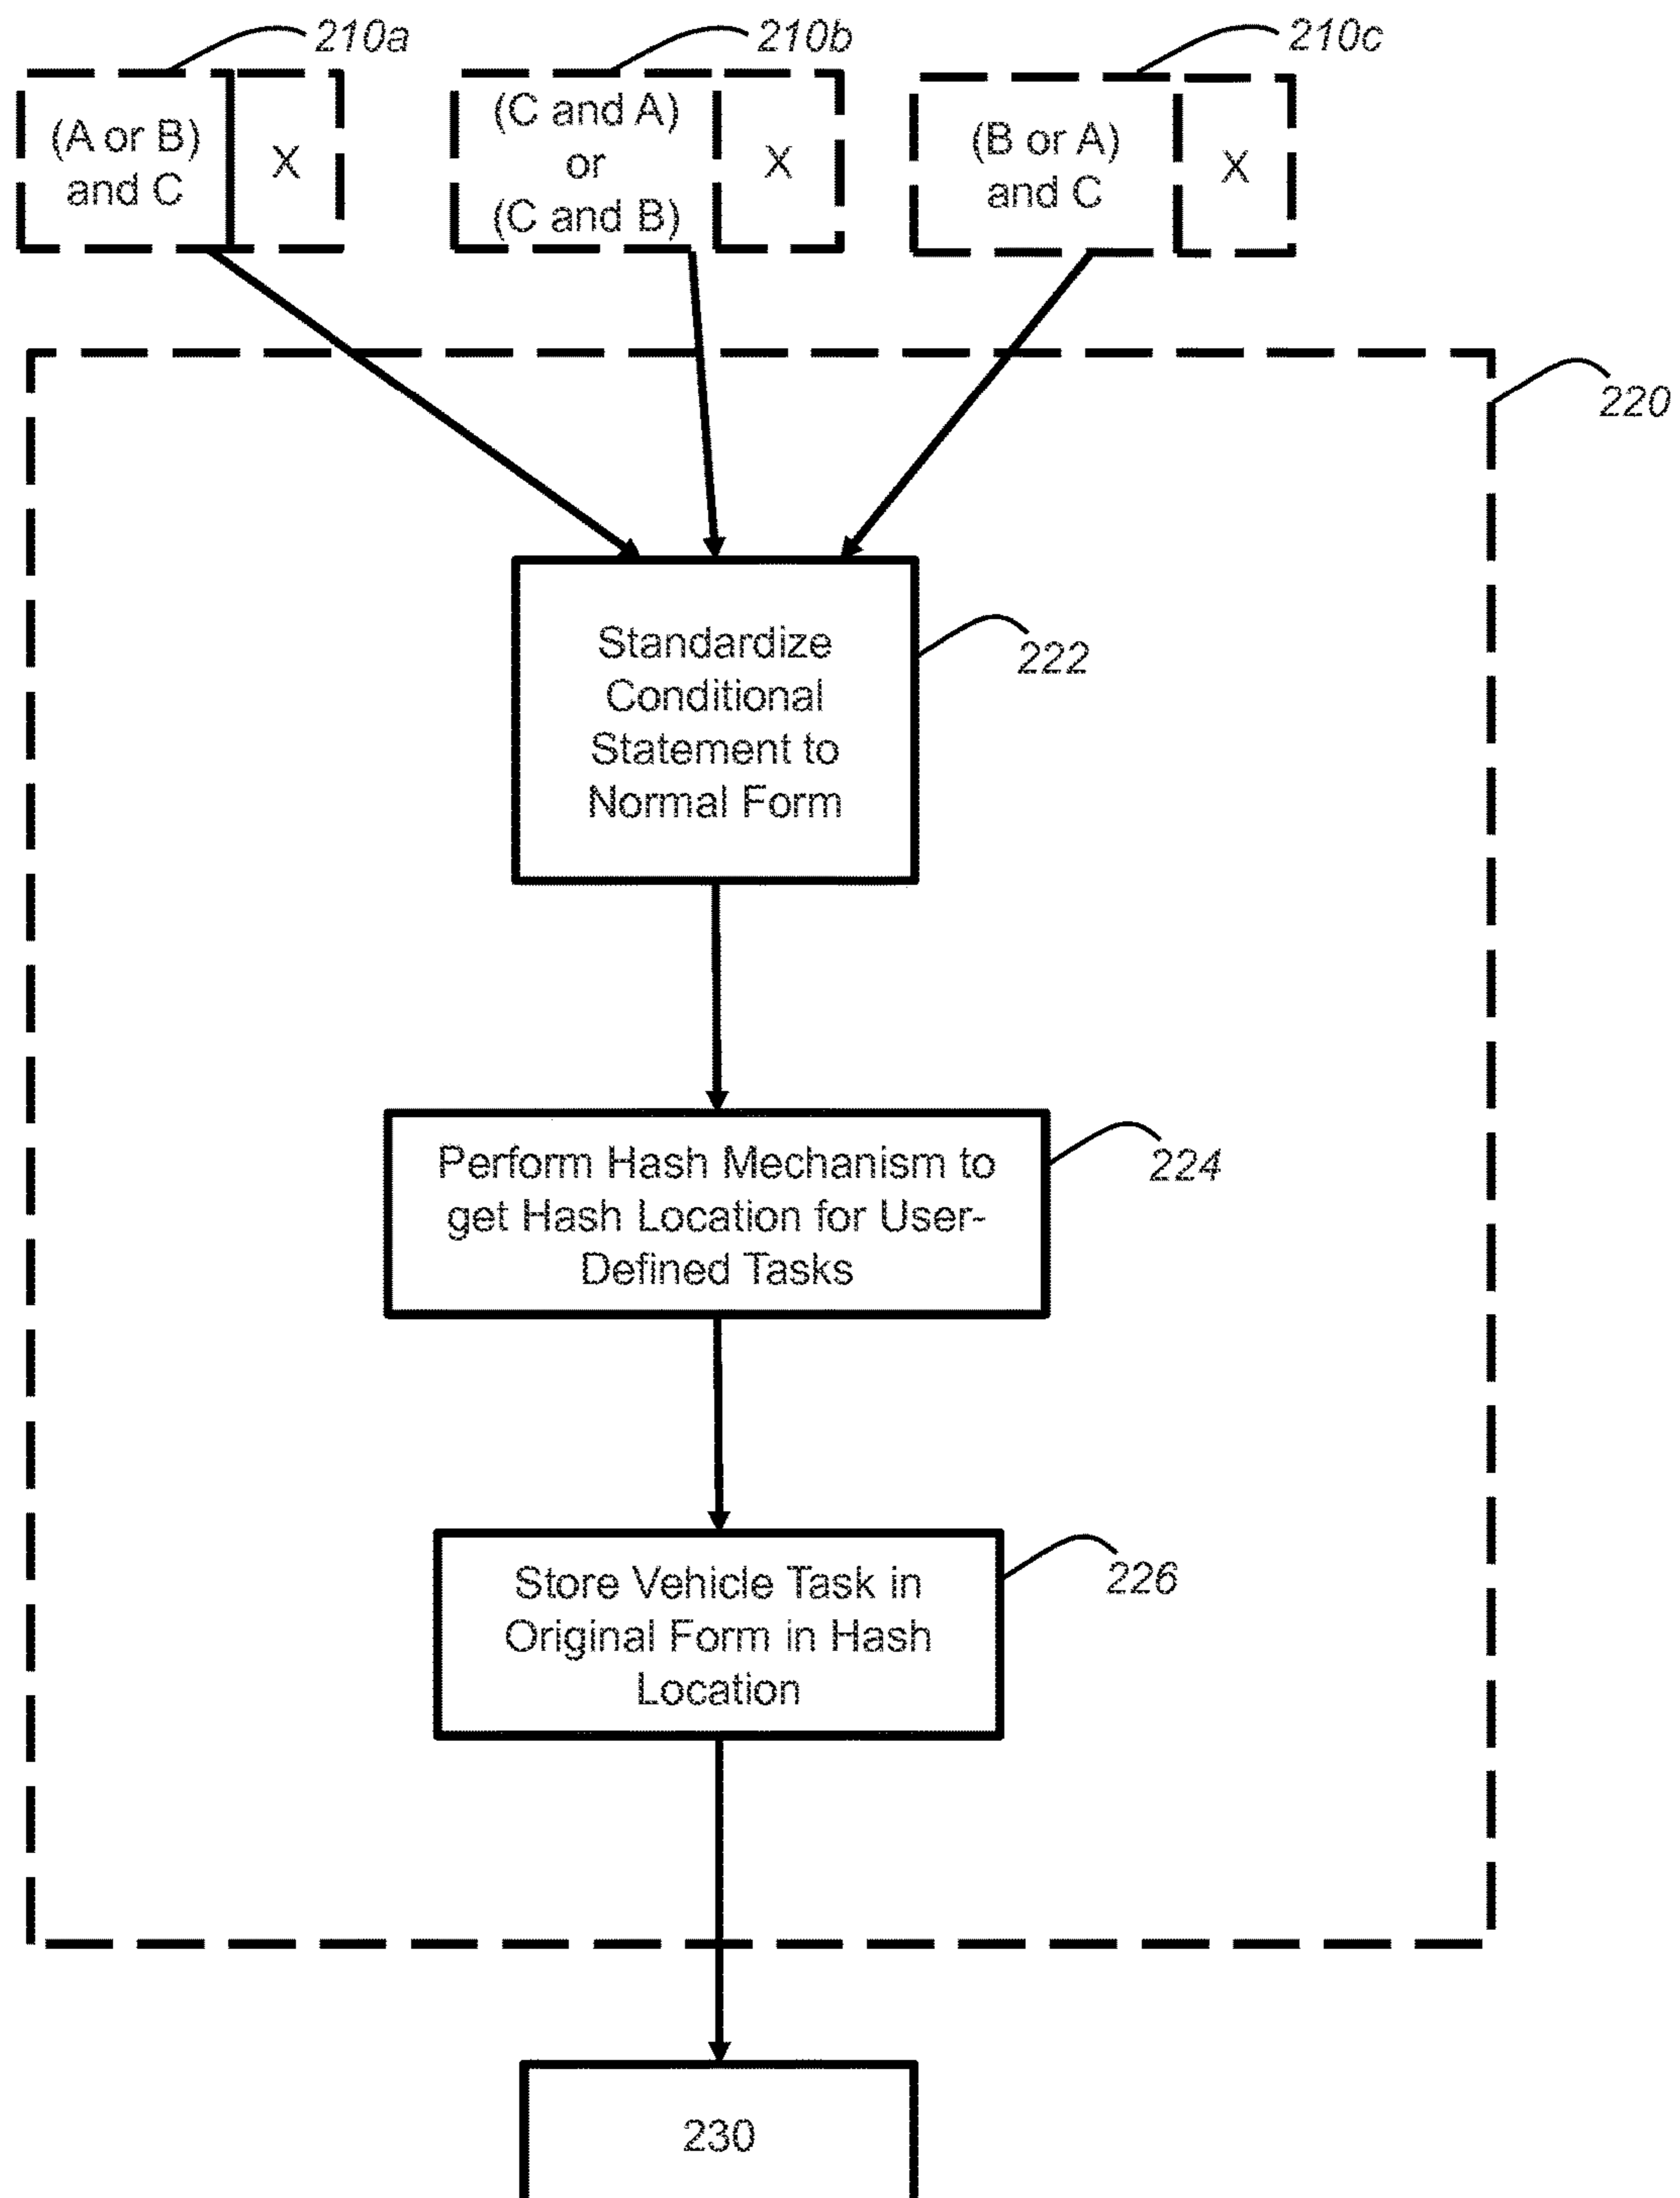 210a
210b
210c
(A or B)
and C
X
(C and A)
or
(C and B)
X
(B or A)
and C
X
220
Standardize
Conditional
Statement to
Normal Form
222
Perform Hash Mechanism to
get Hash Location for User-
Defined Tasks
224
Store Vehicle Task in
Original Form in Hash
Location
226
230